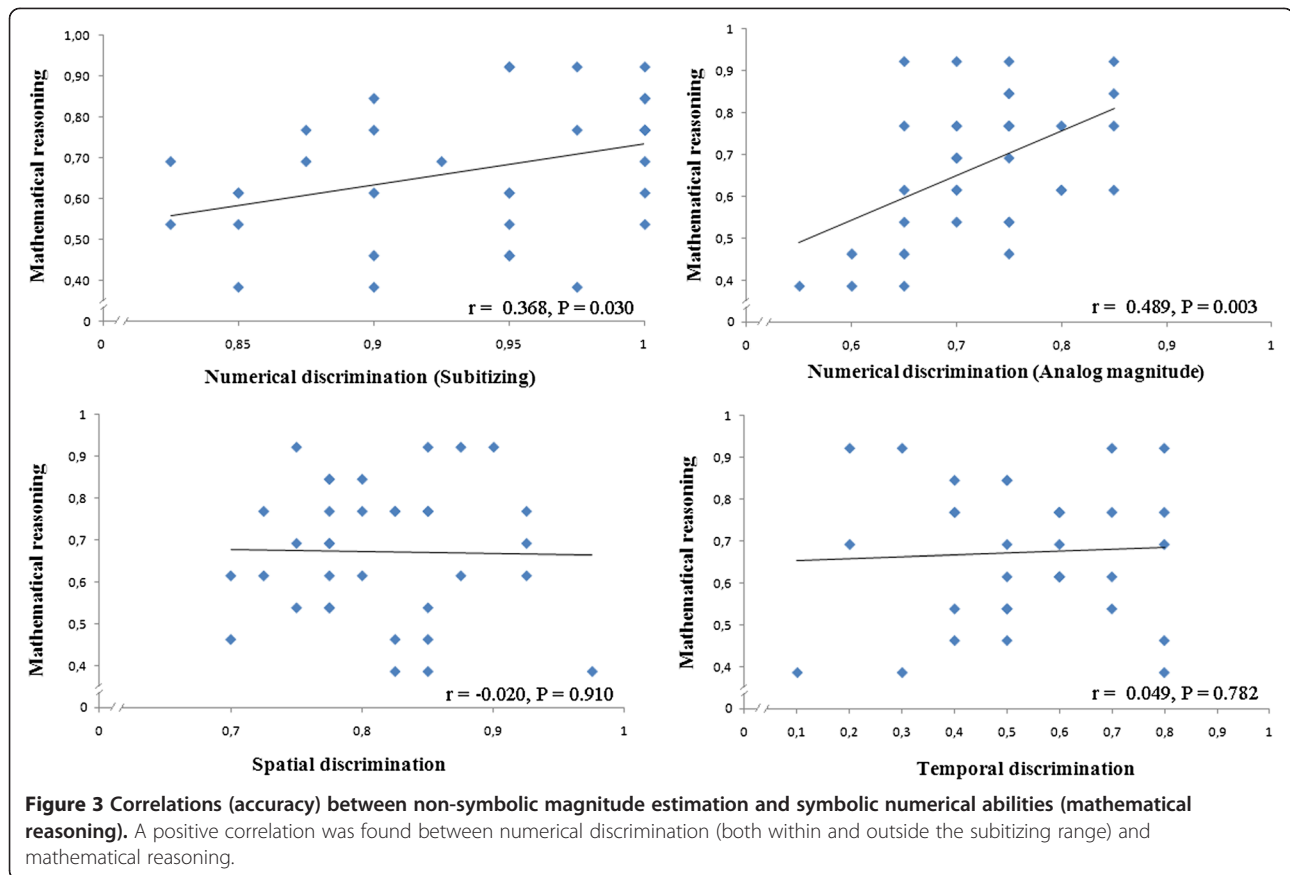 1,00
0,90
0,80
0,70
0,60
0,50
0,40
0
Mathematical reasoning
0 0,85 0,9 0,95 1
r = 0.368, P = 0.030
Numerical discrimination (Subitizing)
1
0,9
0,8
0,7
0,6
0,5
0,4
0
Mathematical reasoning
0 0,6 0,7 0,8 0,9 1
r = 0.489, P = 0.003
Numerical discrimination (Analog magnitude)
1
0,9
0,8
0,7
0,6
0,5
0,4
0
Mathematical reasoning
0 0,7 0,8 0,9 1
r = -0.020, P = 0.910
Spatial discrimination
1
0,9
0,8
0,7
0,6
0,5
0,4
0
Mathematical reasoning
0 0,1 0,2 0,3 0,4 0,5 0,6 0,7 0,8 0,9 1
r = 0.049, P = 0.782
Temporal discrimination
Figure 3 Correlations (accuracy) between non-symbolic magnitude estimation and symbolic numerical abilities (mathematical
reasoning). A positive correlation was found between numerical discrimination (both within and outside the subitizing range) and
mathematical reasoning.